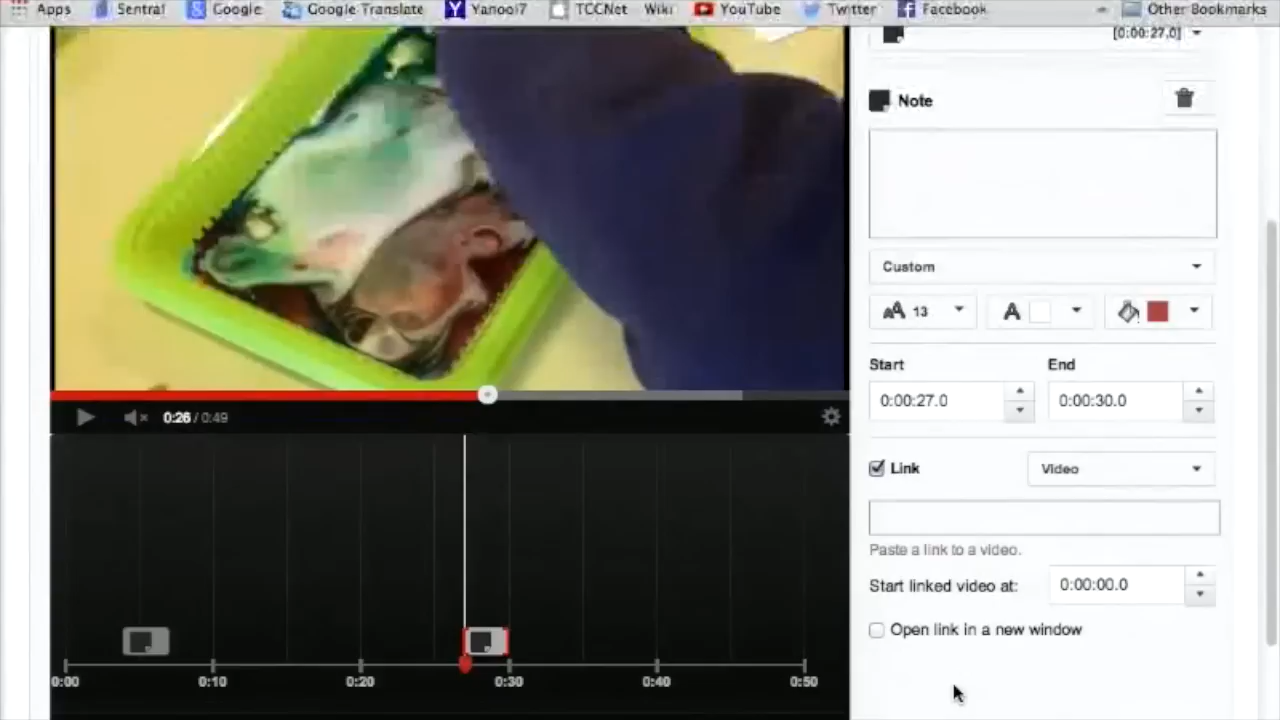 Apps Sentral Google Google Translate Yahoo!7 TCCNet Wiki YouTube Twitter Facebook Other Bookmarks
[0:00:27.0]
Note
Custom
AA 13 A
Start End
0:00:27.0 0:00:30.0
Link Video
Paste a link to a video.
Start linked video at: 0:00:00.0
Open link in a new window
0:26 / 0:49
0:00 0:10 0:20 0:30 0:40 0:50